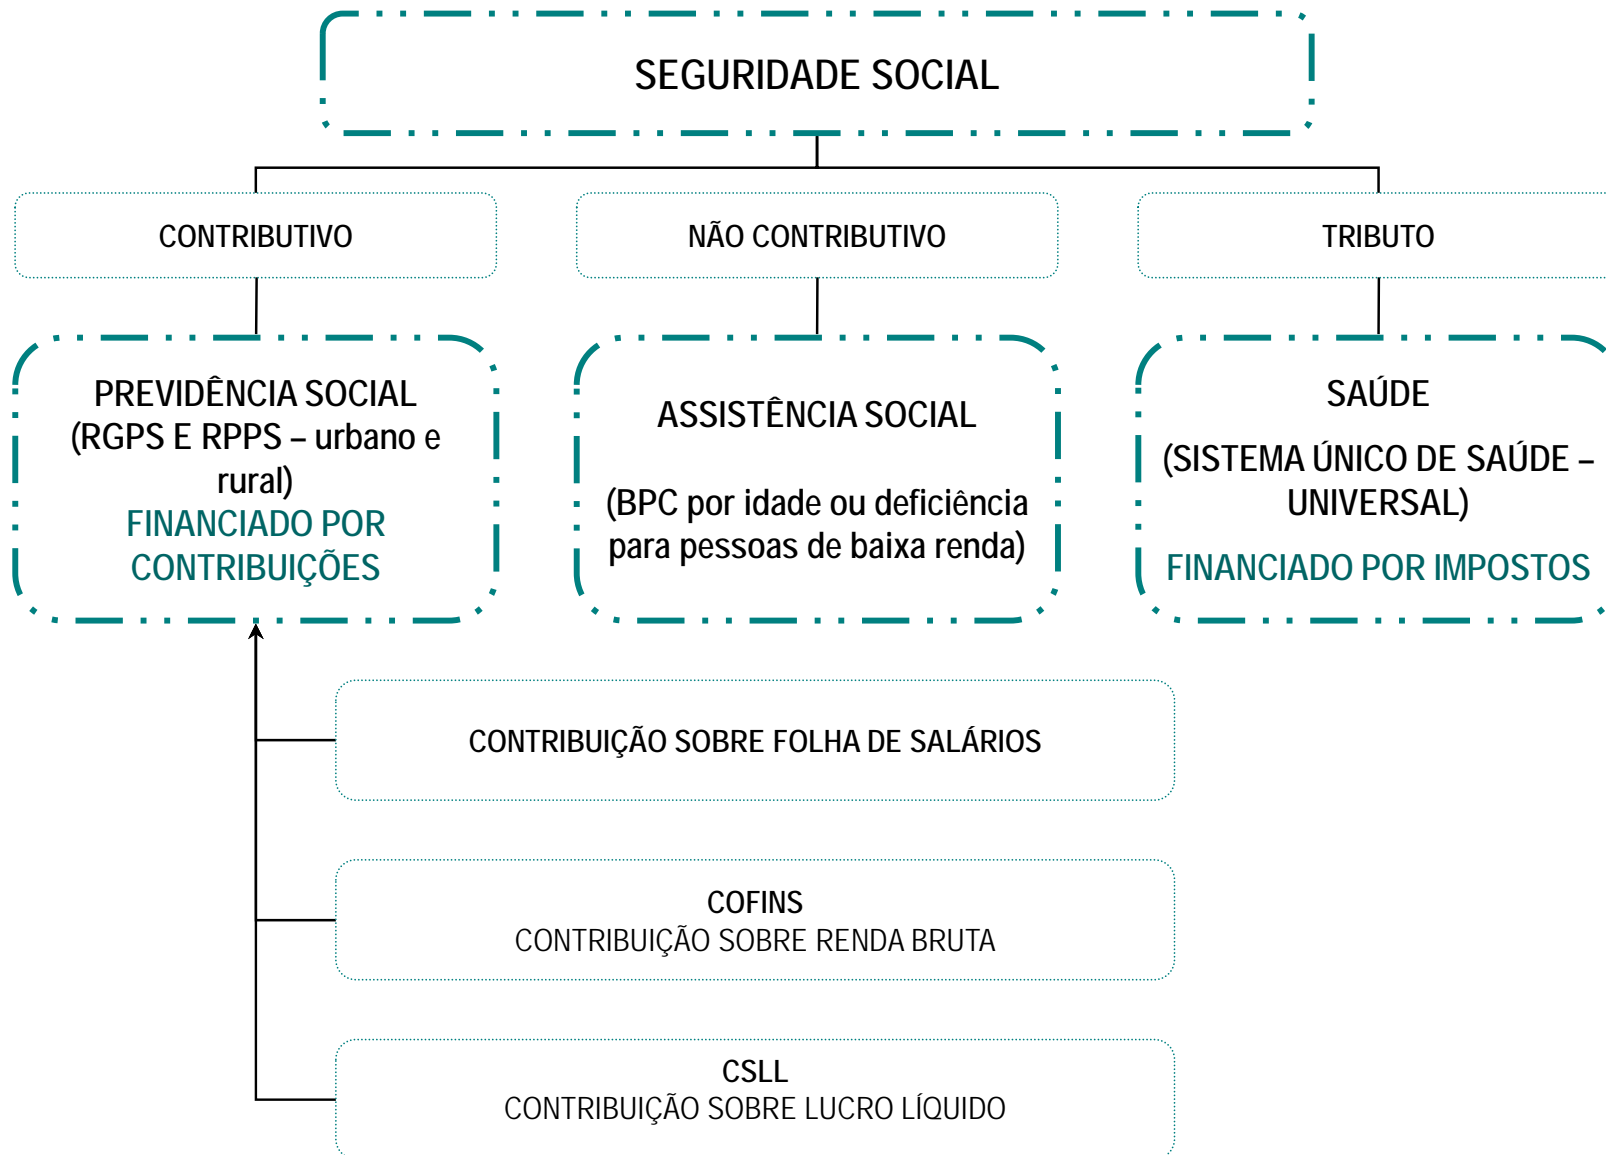 SEGURIDADE SOCIAL
CONTRIBUTIVO
NÃO CONTRIBUTIVO
TRIBUTO
PREVIDÊNCIA SOCIAL
(RGPS E RPPS – urbano e
rural)
FINANCIADO POR
CONTRIBUIÇÕES
ASSISTÊNCIA SOCIAL
(BPC por idade ou deficiência
para pessoas de baixa renda)
SAÚDE
(SISTEMA ÚNICO DE SAÚDE –
UNIVERSAL)
FINANCIADO POR IMPOSTOS
CONTRIBUIÇÃO SOBRE FOLHA DE SALÁRIOS
COFINS
CONTRIBUIÇÃO SOBRE RENDA BRUTA
CSLL
CONTRIBUIÇÃO SOBRE LUCRO LÍQUIDO